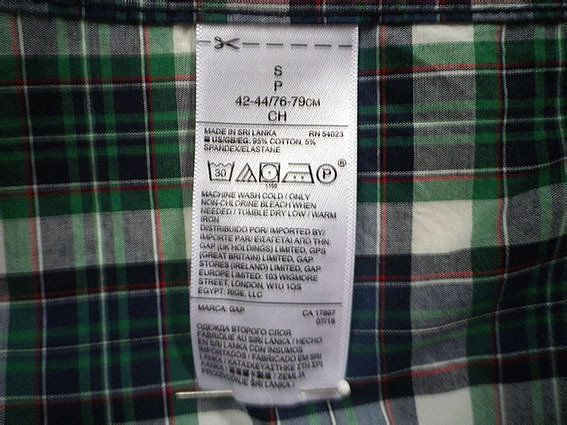 S
P
42-44/76-79CM
CH
MADE IN SRI LANKA RN 54023
US/GB/EG: 95% COTTON, 5%
SPANDEX/ELASTANE
30
P
®
MACHINE WASH COLD / ONLY
NON-CHLORINE BLEACH WHEN
NEEDED / TUMBLE DRY LOW / WARM
IRON
DISTRIBUIDO POR/ IMPORTED BY/
IMPORTE PAR/ ΕΙΣΑΓΕΤΑΙ ΑΠΟ ΤΗΝ:
GAP (UK HOLDINGS) LIMITED, GPS
(GREAT BRITAIN) LIMITED, GAP
STORES (IRELAND) LIMITED, GAP
EUROPE LIMITED: 103 WIGMORE
STREET, LONDON, W1U 1QS
EGYPT: RIGE, LLC
MARCA: GAP CA 17897
07/18
ОДЕЖДА ВТОРОГО СЛОЯ
FABRIQUÉ AU SRI LANKA / HECHO
EN SRI LANKA CON INSUMOS
IMPORTADOS / FABRICADO EM SRI
LANKA /
/ ZEMLJA
SRI LANKA /